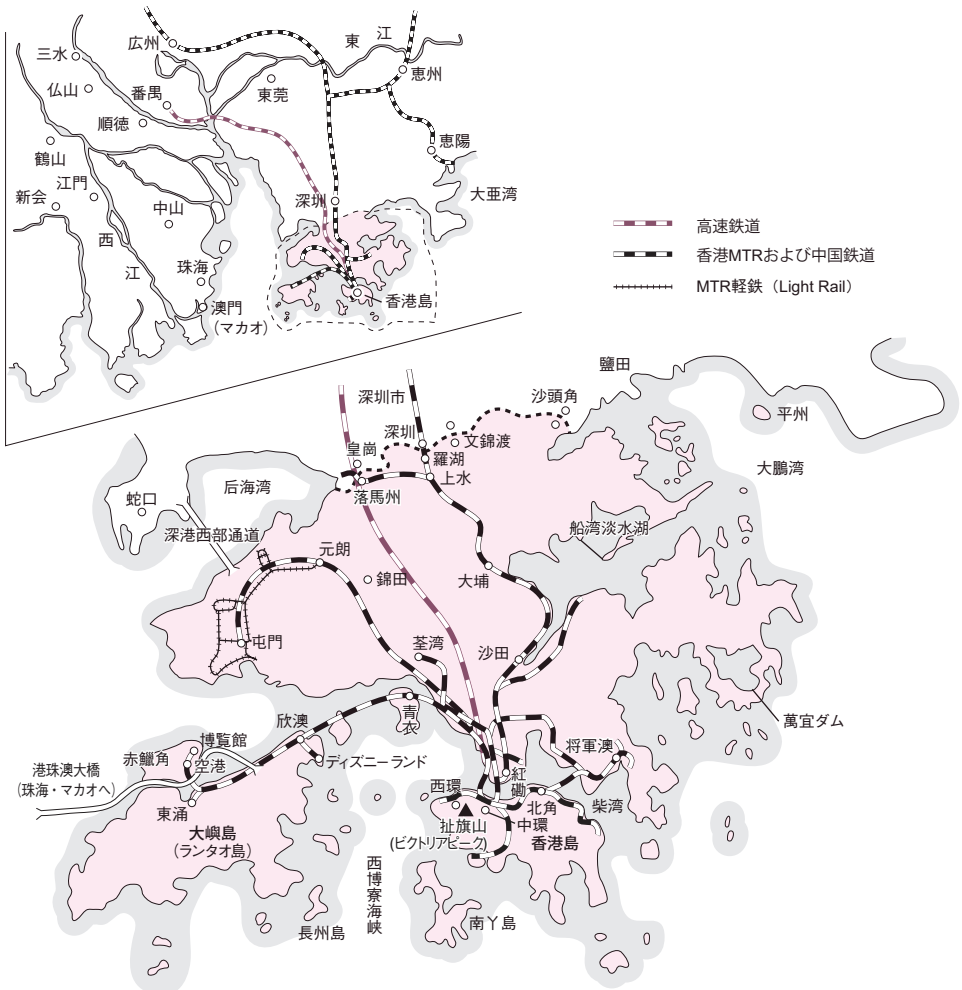 広州
東
江
三水
恵州
仏山
番禺
東莞
順徳
恵陽
鶴山
江門
新会
大亜湾
深圳
中山
西
江
珠海
澳門
(マカオ)
香港島
高速鉄道
香港MTRおよび中国鉄道
MTR軽鉄（Light Rail）
鹽田
深圳市
沙頭角
平州
深圳
文錦渡
皇崗
羅湖
上水
大鵬湾
后海湾
落馬州
蛇口
深港西部通道
船湾淡水湖
元朗
錦田
大埔
屯門
荃湾
沙田
萬宜ダム
青衣
欣澳
博覧館
将軍澳
赤鱲角
空港
ディズニーランド
港珠澳大橋
(珠海・マカオへ)
紅磡
西環
北角
柴湾
東涌
中環
扯旗山
(ビクトリアピーク)
香港島
大嶼島
(ランタオ島)
西博寮海峡
長州島
南丫島